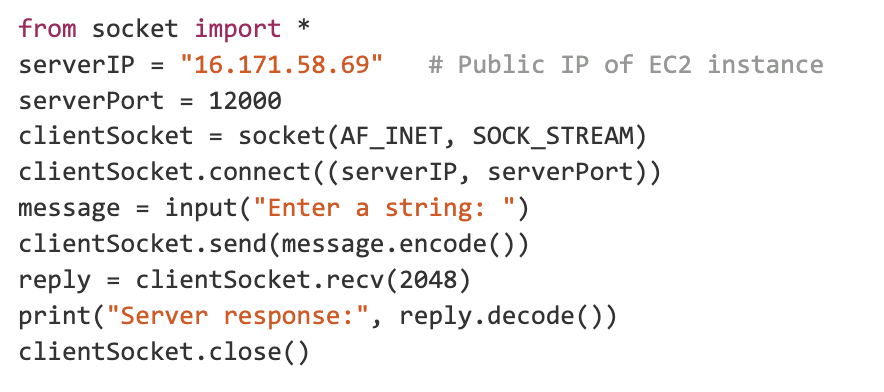 from socket import *
serverIP = "16.171.58.69"   # Public IP of EC2 instance
serverPort = 12000
clientSocket = socket(AF_INET, SOCK_STREAM)
clientSocket.connect((serverIP, serverPort))
message = input("Enter a string: ")
clientSocket.send(message.encode())
reply = clientSocket.recv(2048)
print("Server response:", reply.decode())
clientSocket.close()